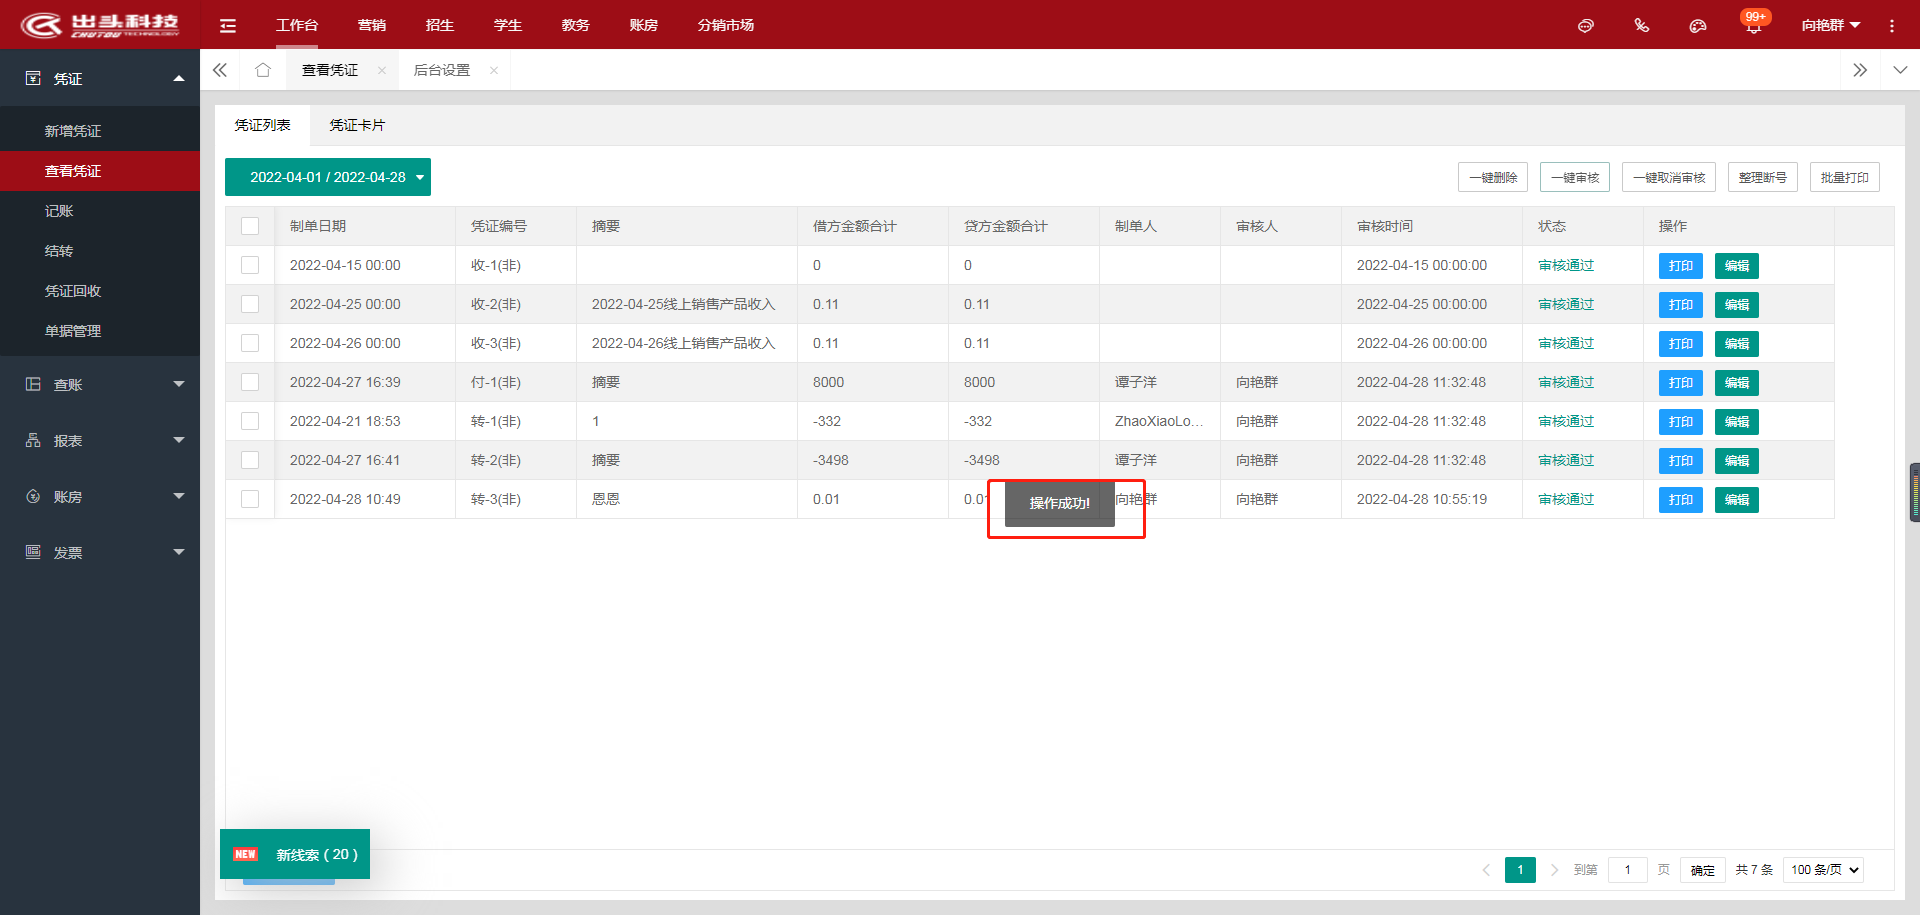 出头科技
CHUTOU TECHNOLOGY
工作台 营销 招生 学生 教务 账房 分销市场
99+
向艳群
凭证
新增凭证
查看凭证
记账
结转
凭证回收
单据管理
查账
报表
账房
发票
查看凭证 后台设置
凭证列表 凭证卡片
2022-04-01 / 2022-04-28
一键删除 一键审核 一键取消审核 整理断号 批量打印
制单日期 凭证编号 摘要 借方金额合计 贷方金额合计 制单人 审核人 审核时间 状态 操作
2022-04-15 00:00 收-1(非) 0 0 2022-04-15 00:00:00 审核通过 打印 编辑
2022-04-25 00:00 收-2(非) 2022-04-25线上销售产品收入 0.11 0.11 2022-04-25 00:00:00 审核通过 打印 编辑
2022-04-26 00:00 收-3(非) 2022-04-26线上销售产品收入 0.11 0.11 2022-04-26 00:00:00 审核通过 打印 编辑
2022-04-27 16:39 付-1(非) 摘要 8000 8000 谭子洋 向艳群 2022-04-28 11:32:48 审核通过 打印 编辑
2022-04-21 18:53 转-1(非) 1 -332 -332 ZhaoXiaoLo... 向艳群 2022-04-28 11:32:48 审核通过 打印 编辑
2022-04-27 16:41 转-2(非) 摘要 -3498 -3498 谭子洋 向艳群 2022-04-28 11:32:48 审核通过 打印 编辑
2022-04-28 10:49 转-3(非) 恩恩 0.01 0.01 向艳群 向艳群 2022-04-28 10:55:19 审核通过 打印 编辑
操作成功!
NEW 新线索 ( 20 )
1 到第 1 页 确定 共 7 条 100 条/页